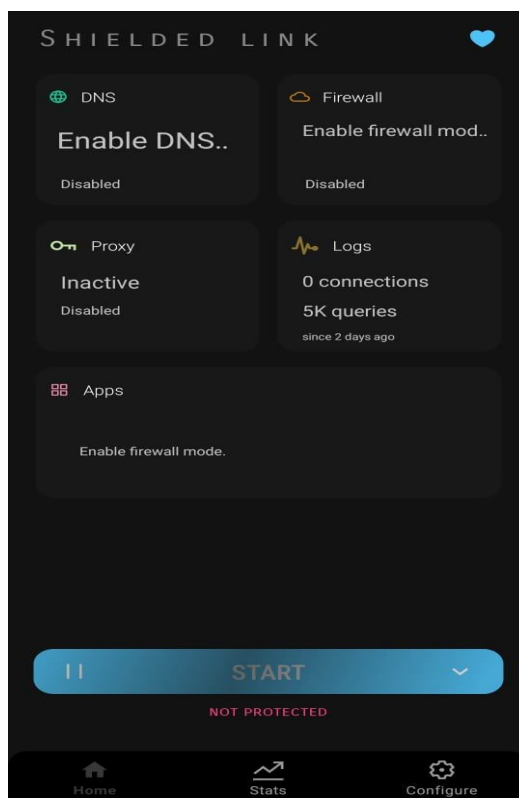 SHIELDED LINK
DNS
Enable DNS..
Disabled
Firewall
Enable firewall mod..
Disabled
Proxy
Inactive
Disabled
Logs
0 connections
5K queries
since 2 days ago
Apps
Enable firewall mode.
START
NOT PROTECTED
Home
Stats
Configure